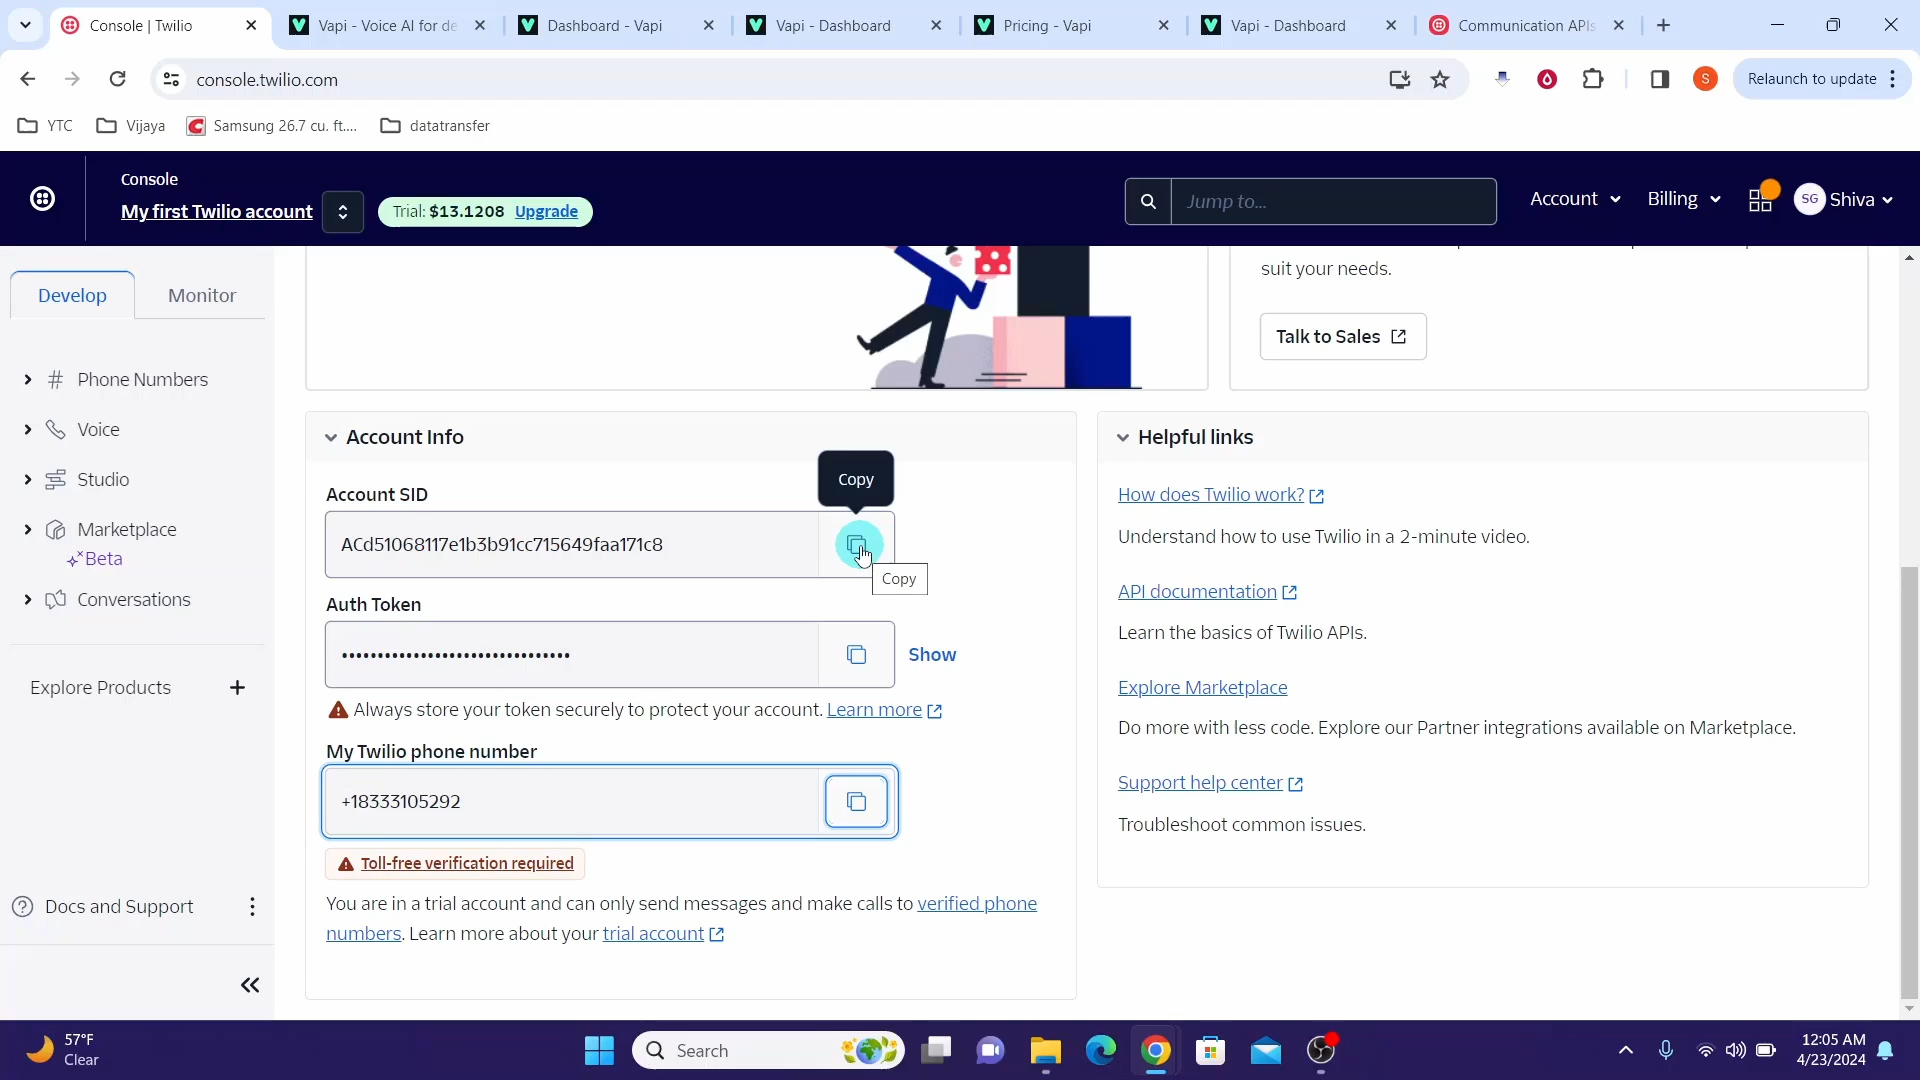 Console | Twilio
Vapi - Voice AI for de
Dashboard - Vapi
Vapi - Dashboard
Pricing - Vapi
Vapi - Dashboard
Communication APIs
console.twilio.com
S
Relaunch to update
YTC
Vijaya
Samsung 26.7 cu. ft....
datatransfer
Console
My first Twilio account
Trial: $13.1208 Upgrade
Jump to...
Account
Billing
SG
Shiva
Develop
Monitor
suit your needs.
Talk to Sales
Phone Numbers
Voice
Studio
Marketplace
Beta
Conversations
Explore Products
Docs and Support
Account Info
Copy
Account SID
ACd51068117e1b3b91cc715649faa171c8
Copy
Auth Token
••••••••••••••••••••••••••••••••
Show
Always store your token securely to protect your account. Learn more
My Twilio phone number
+18333105292
Toll-free verification required
You are in a trial account and can only send messages and make calls to verified phone
numbers. Learn more about your trial account
Helpful links
How does Twilio work?
Understand how to use Twilio in a 2-minute video.
API documentation
Learn the basics of Twilio APIs.
Explore Marketplace
Do more with less code. Explore our Partner integrations available on Marketplace.
Support help center
Troubleshoot common issues.
57°F
Clear
Search
12:05 AM
4/23/2024